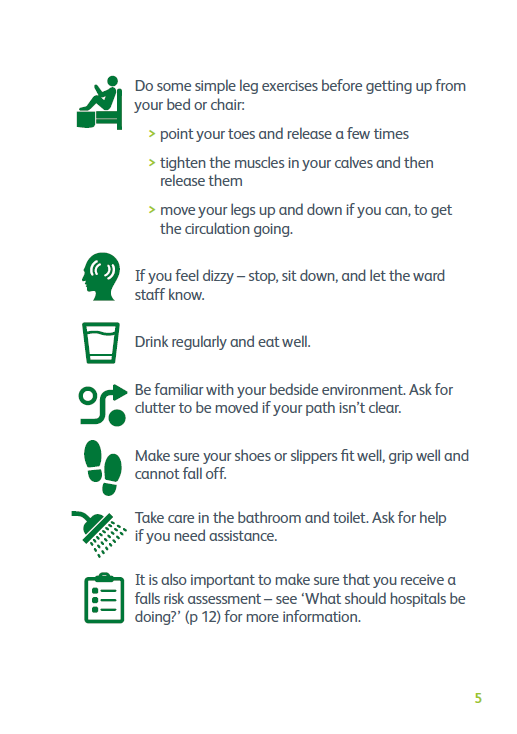 Do some simple leg exercises before getting up from
your bed or chair:
> point your toes and release a few times
> tighten the muscles in your calves and then
release them
> move your legs up and down if you can, to get
the circulation going.
If you feel dizzy – stop, sit down, and let the ward
staff know.
Drink regularly and eat well.
Be familiar with your bedside environment. Ask for
clutter to be moved if your path isn’t clear.
Make sure your shoes or slippers fit well, grip well and
cannot fall off.
Take care in the bathroom and toilet. Ask for help
if you need assistance.
It is also important to make sure that you receive a
falls risk assessment – see ‘What should hospitals be
doing?’ (p 12) for more information.
5